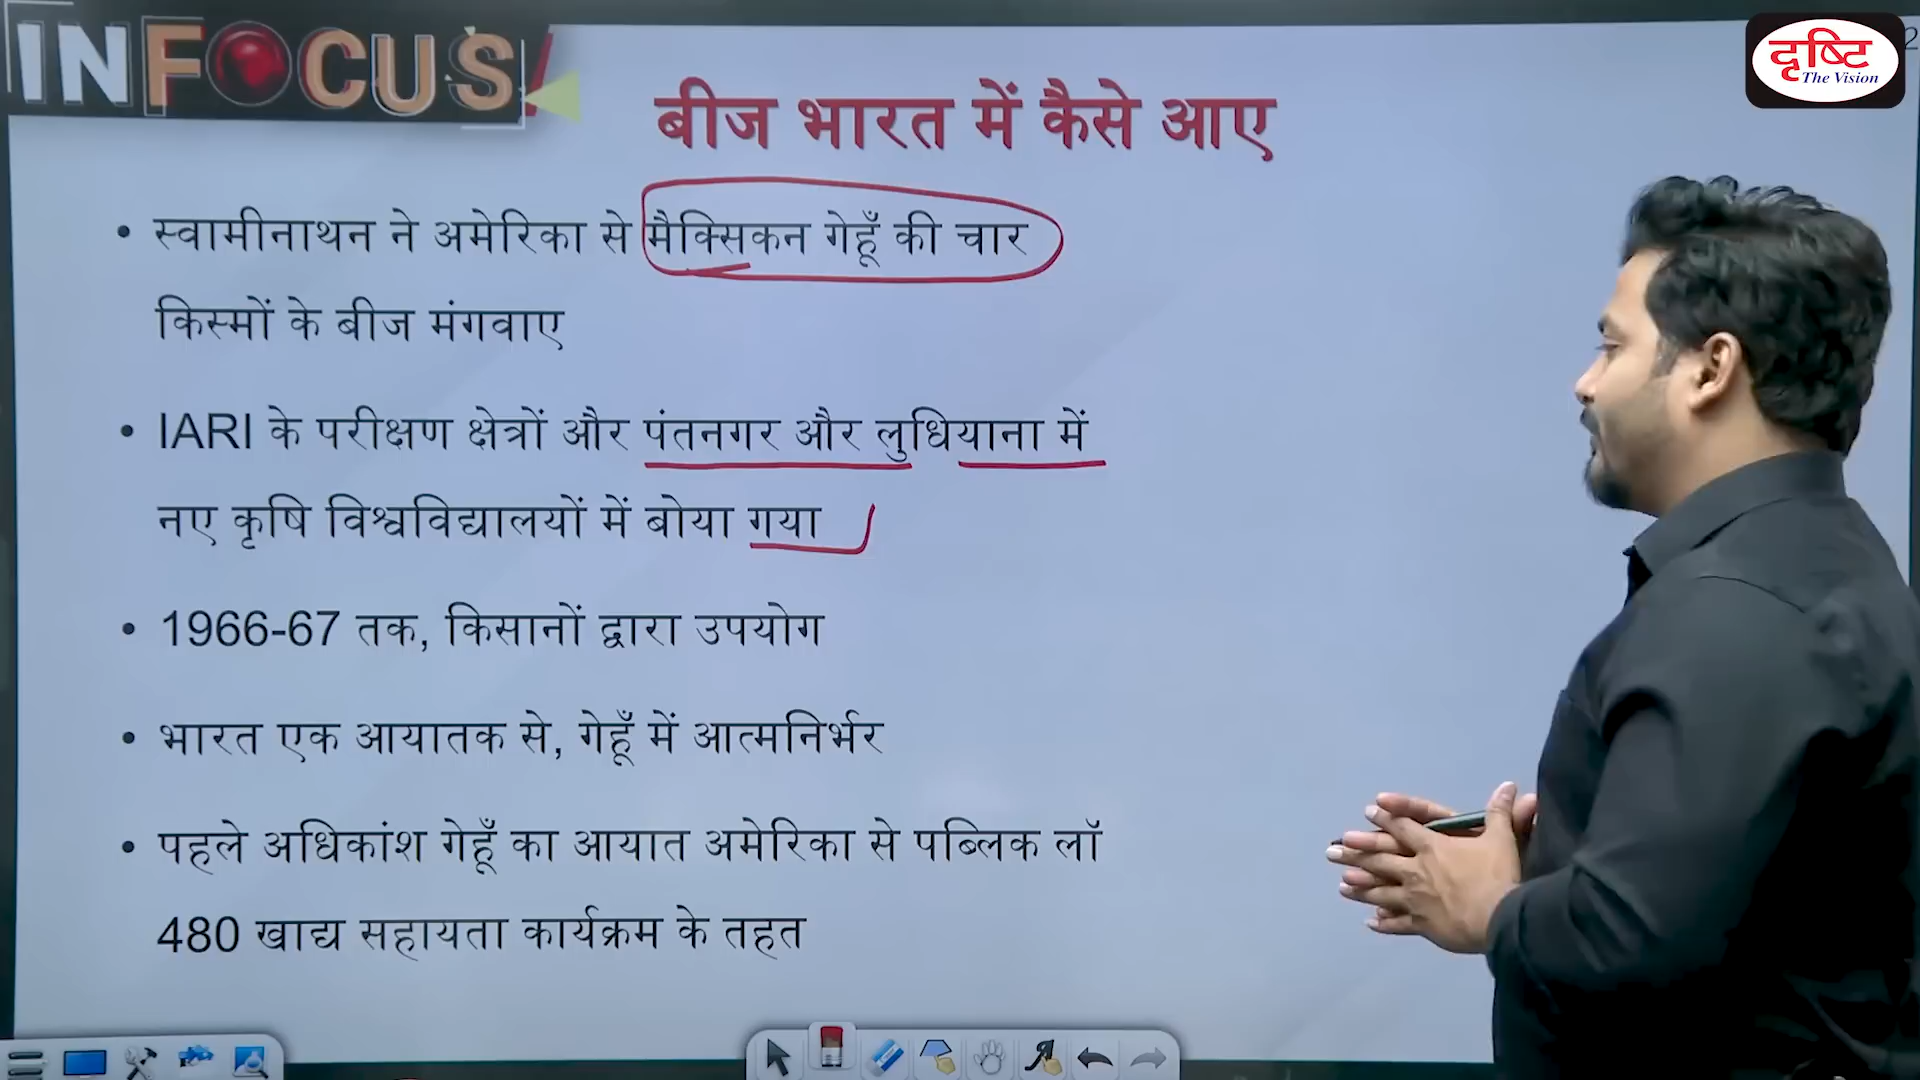 INFOCUS
दृष्टि
The Vision
2
बीज भारत में कैसे आए
• स्वामीनाथन ने अमेरिका से मैक्सिकन गेहूँ की चार
किस्मों के बीज मंगवाए
• IARI के परीक्षण क्षेत्रों और पंतनगर और लुधियाना में
नए कृषि विश्वविद्यालयों में बोया गया
• 1966-67 तक, किसानों द्वारा उपयोग
• भारत एक आयातक से, गेहूँ में आत्मनिर्भर
• पहले अधिकांश गेहूँ का आयात अमेरिका से पब्लिक लॉ
480 खाद्य सहायता कार्यक्रम के तहत